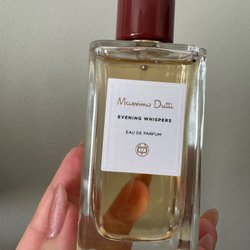 Massimo Dutti
EVENING WHISPERS
EAU DE PARFUM